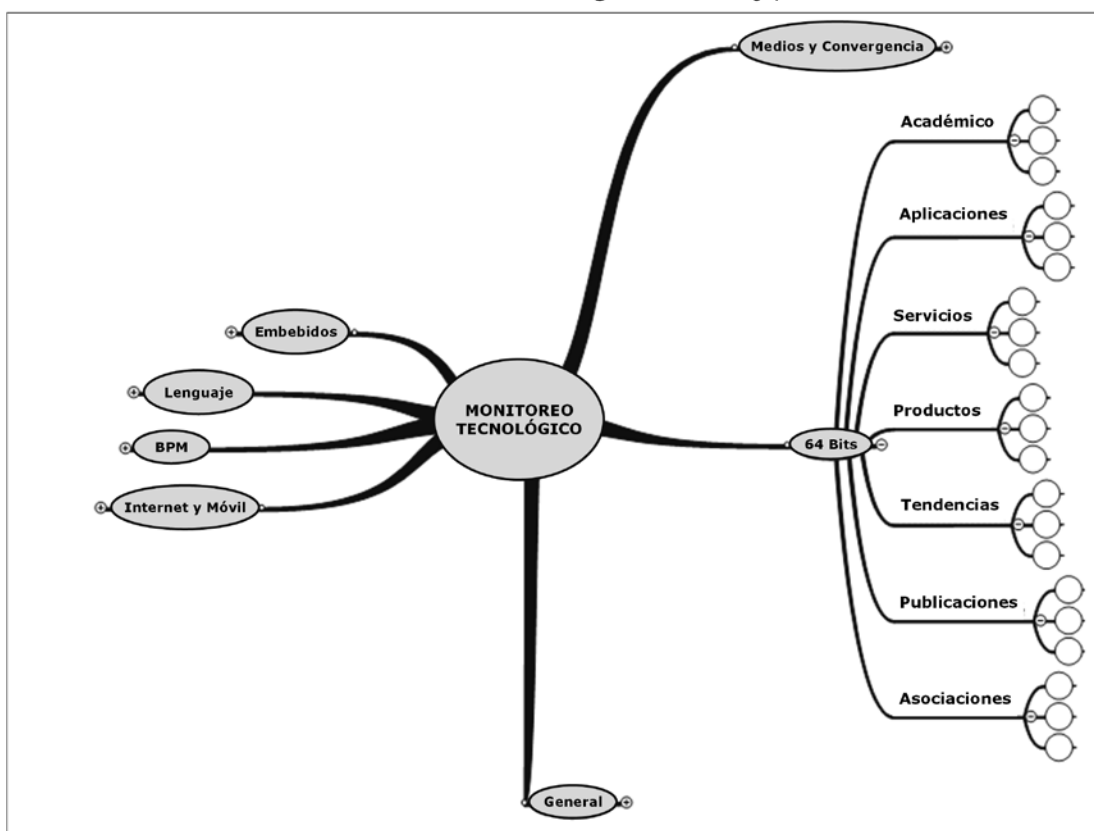 Medios y Convergencia
Académico
Aplicaciones
Servicios
Productos
Tendencias
Publicaciones
Asociaciones
64 Bits
MONITOREO
TECNOLÓGICO
Embebidos
Lenguaje
BPM
Internet y Móvil
General